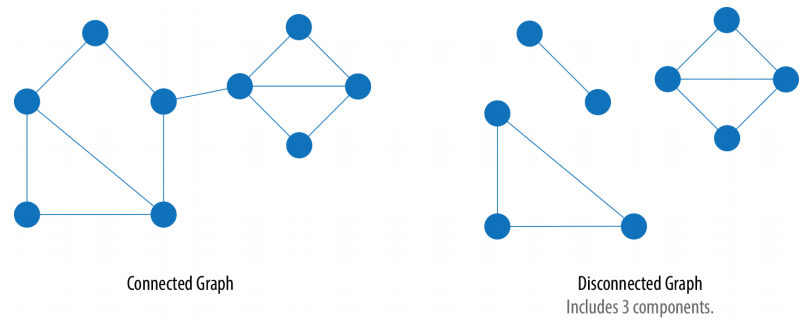 Connected Graph
Disconnected Graph
Includes 3 components.